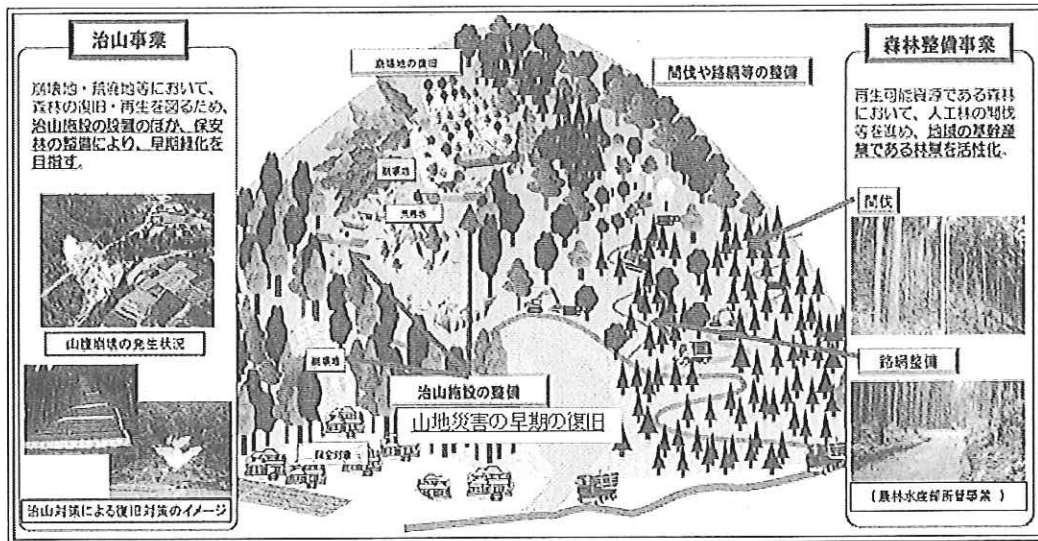 治山事業
崩壊地・荒廃地等において、
森林の復旧・再生を図るため、
治山施設の設置のほか、保安
林の整備により、早期緑化を
目指す。
山腹崩壊の発生状況
治山対策による復旧対策のイメージ
崩壊地の復旧
間伐や路網等の整備
崩壊地
荒廃地
崩壊地
治山施設の整備
山地災害の早期の復旧
保全対象
森林整備事業
再生可能資源である森林
において、人工林の間伐
等を進め、地域の基幹産
業である林業を活性化。
間伐
路網整備
(農林水産部所管事業)